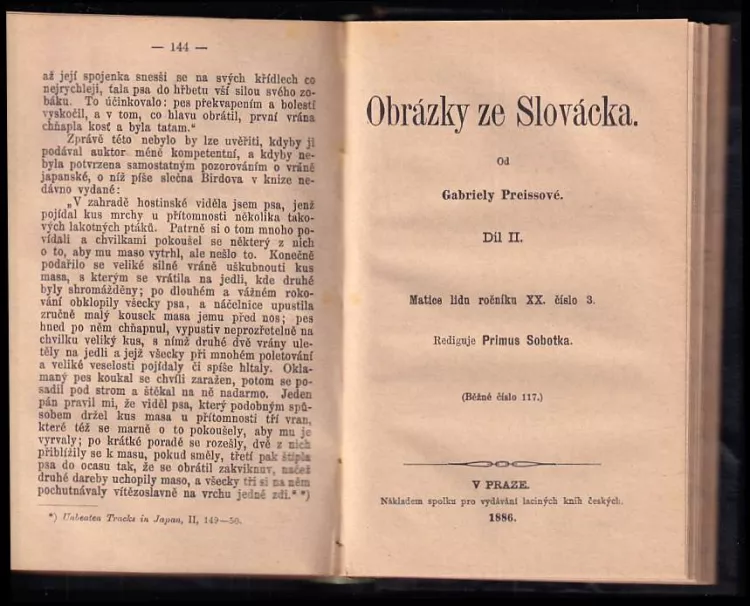 — 144 —
až její spojenka snesši se na svých křídlech co
nejrychleji, ťala psa do hřbetu vší silou svého zo-
báku. To účinkovalo: pes překvapením a bolestí
vyskočil, a v tom, co hlavu obrátil, první vrána
chňapla kosť a byla tatam."
Zprávě této nebylo by lze uvěřiti, kdyby ji
podával auktor méně kompetentní, a kdyby ne-
byla potvrzena samostatným pozorováním o vráně
japanské, o níž píše slečna Birdova v knize ne-
dávno vydané:
„V zahradě hostinské viděla jsem psa, jenž
pojídal kus mrchy u přítomnosti několika tako-
vých lakotných ptáků. Patrně si o tom mnoho po-
vídali a chvilkami pokoušel se některý z nich
o to, aby mu maso vytrhl, ale nešlo to. Konečně
podařilo se veliké silné vráně uškubnouti kus
masa, s kterým se vrátila na jedli, kde druhé
byly shromážděny; po dlouhém a vážném roko-
vání obklopily všecky psa, a náčelnice upustila
zručně malý kousek masa jemu před nos; pes
hned po něm chňapnul, vypustiv neprozřetelně na
chvilku veliký kus, s nímž druhé dvě vrány ule-
těly na jedli a jejž všecky při mnohém poletování
a veliké veselosti pojídaly či spíše hltaly. Okla-
maný pes koukal se chvíli zaražen, potom se po-
sadil pod strom a štěkal na ně nadarmo. Jeden
pán pravil mi, že viděl psa, který podobným způ-
sobem držel kus masa u přítomnosti tří vran,
které též se marně o to pokoušely, aby mu je
vyrvaly; po krátké poradě se rozešly, dvě z nich
přiblížily se k masu, pokud směly, třetí pak štípla
psa do ocasu tak, že se obrátil zakviknuv, načež
druhé dareby uchopily maso, a všecky tři si na něm
pochutnávaly vítězoslavně na vrchu jedné zdi." *)
*) Unbeaten Tracks in Japan, II, 149—50.
Obrázky ze Slovácka.
Od
Gabriely Preissové.
Díl II.
Matice lidu ročníku XX. číslo 3.
Rediguje Primus Sobotka.
(Běžné číslo 117.)
V PRAZE.
Nákladem spolku pro vydávání laciných knih českých.
1886.